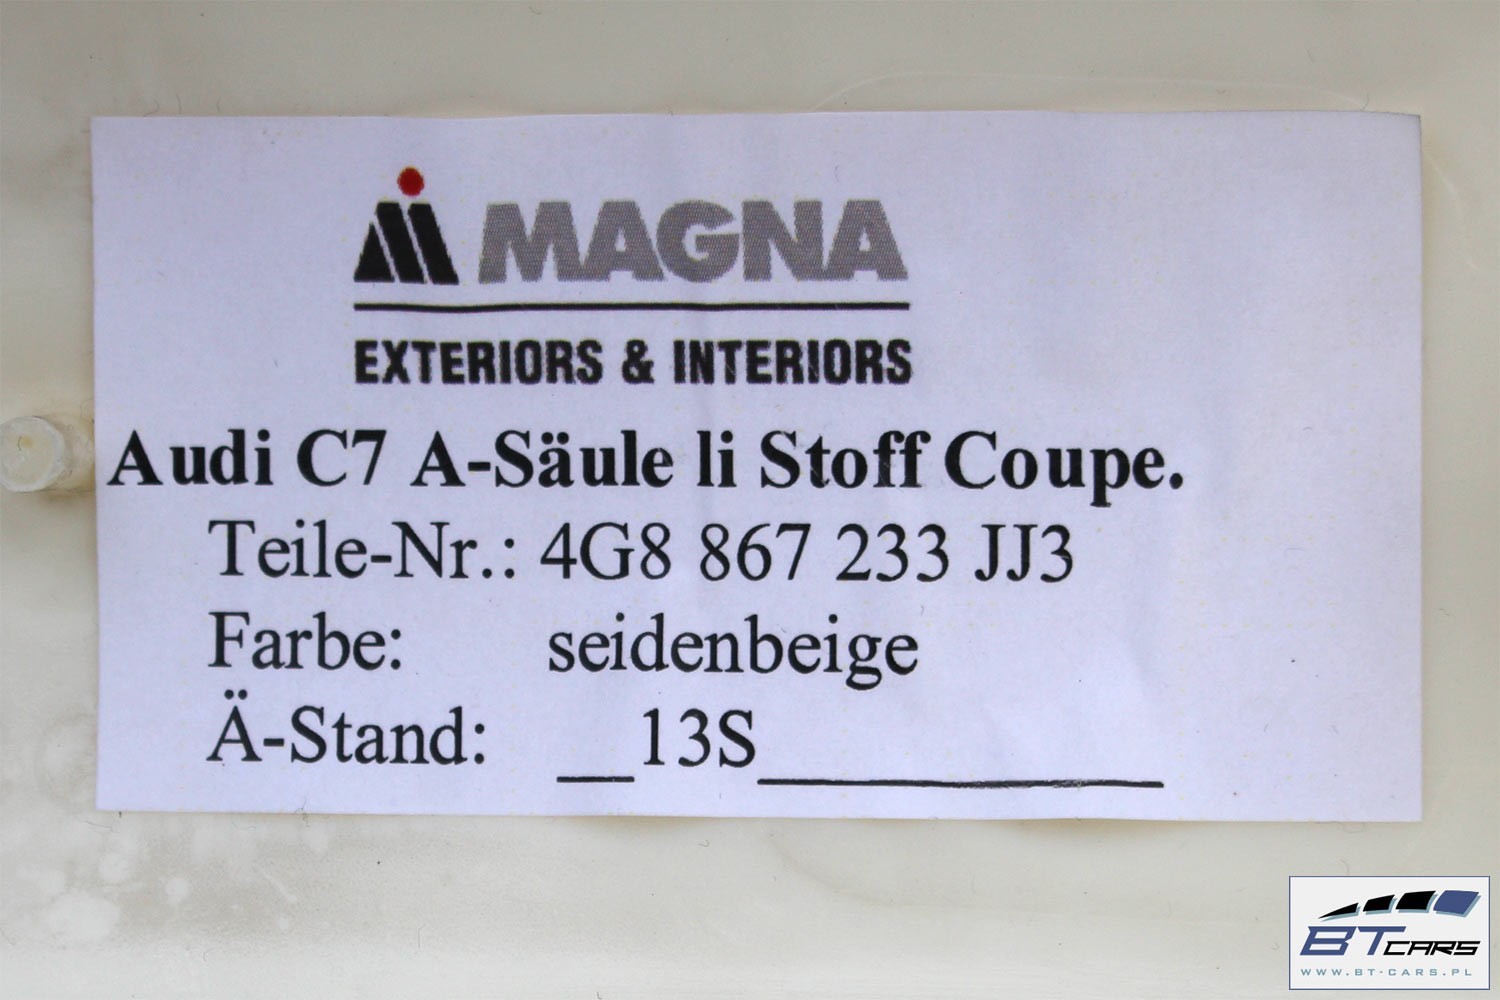 MAGNA
EXTERIORS & INTERIORS
Audi C7 A-Säule li Stoff Coupe.
Teile-Nr.: 4G8 867 233 JJ3
Farbe: seidenbeige
Ä-Stand: __13S__________
BT CARS
WWW.BT-CARS.PL